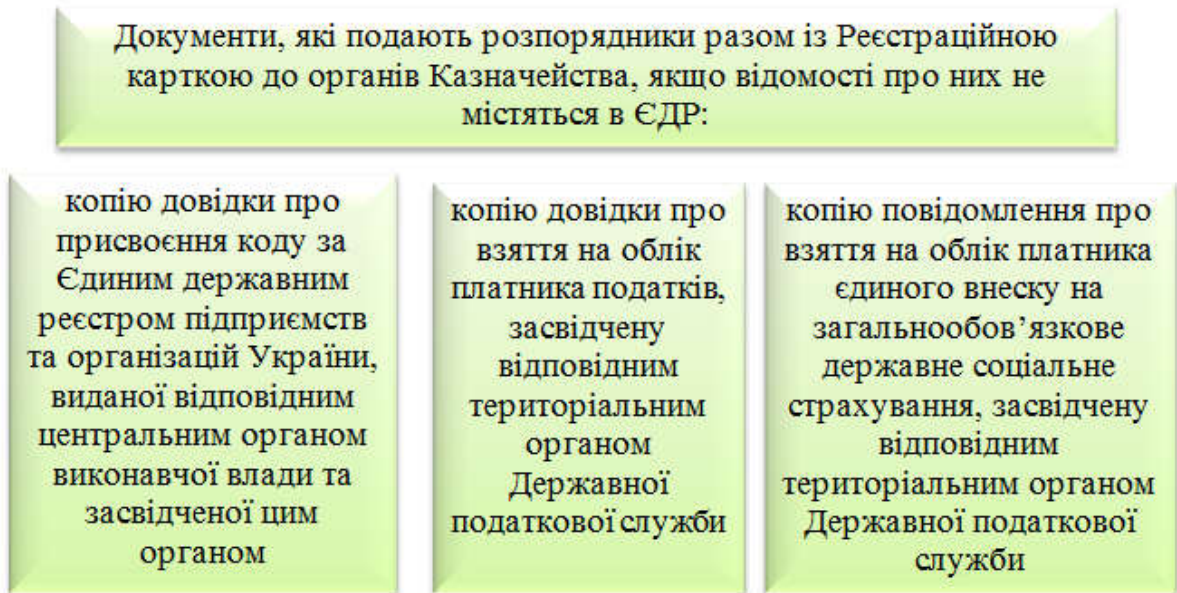 Документи, які подають розпорядники разом із Реєстраційною
карткою до органів Казначейства, якщо відомості про них не
містяться в ЄДР:
копію довідки про
присвоєння коду за
Єдиним державним
реєстром підприємств
та організацій України,
виданої відповідним
центральним органом
виконавчої влади та
засвідченої цим
органом
копію довідки про
взяття на облік
платника податків,
засвідчену
відповідним
територіальним
органом
Державної
податкової служби
копію повідомлення про
взяття на облік платника
єдиного внеску на
загальнообов’язкове
державне соціальне
страхування, засвідчену
відповідним
територіальним органом
Державної податкової
служби